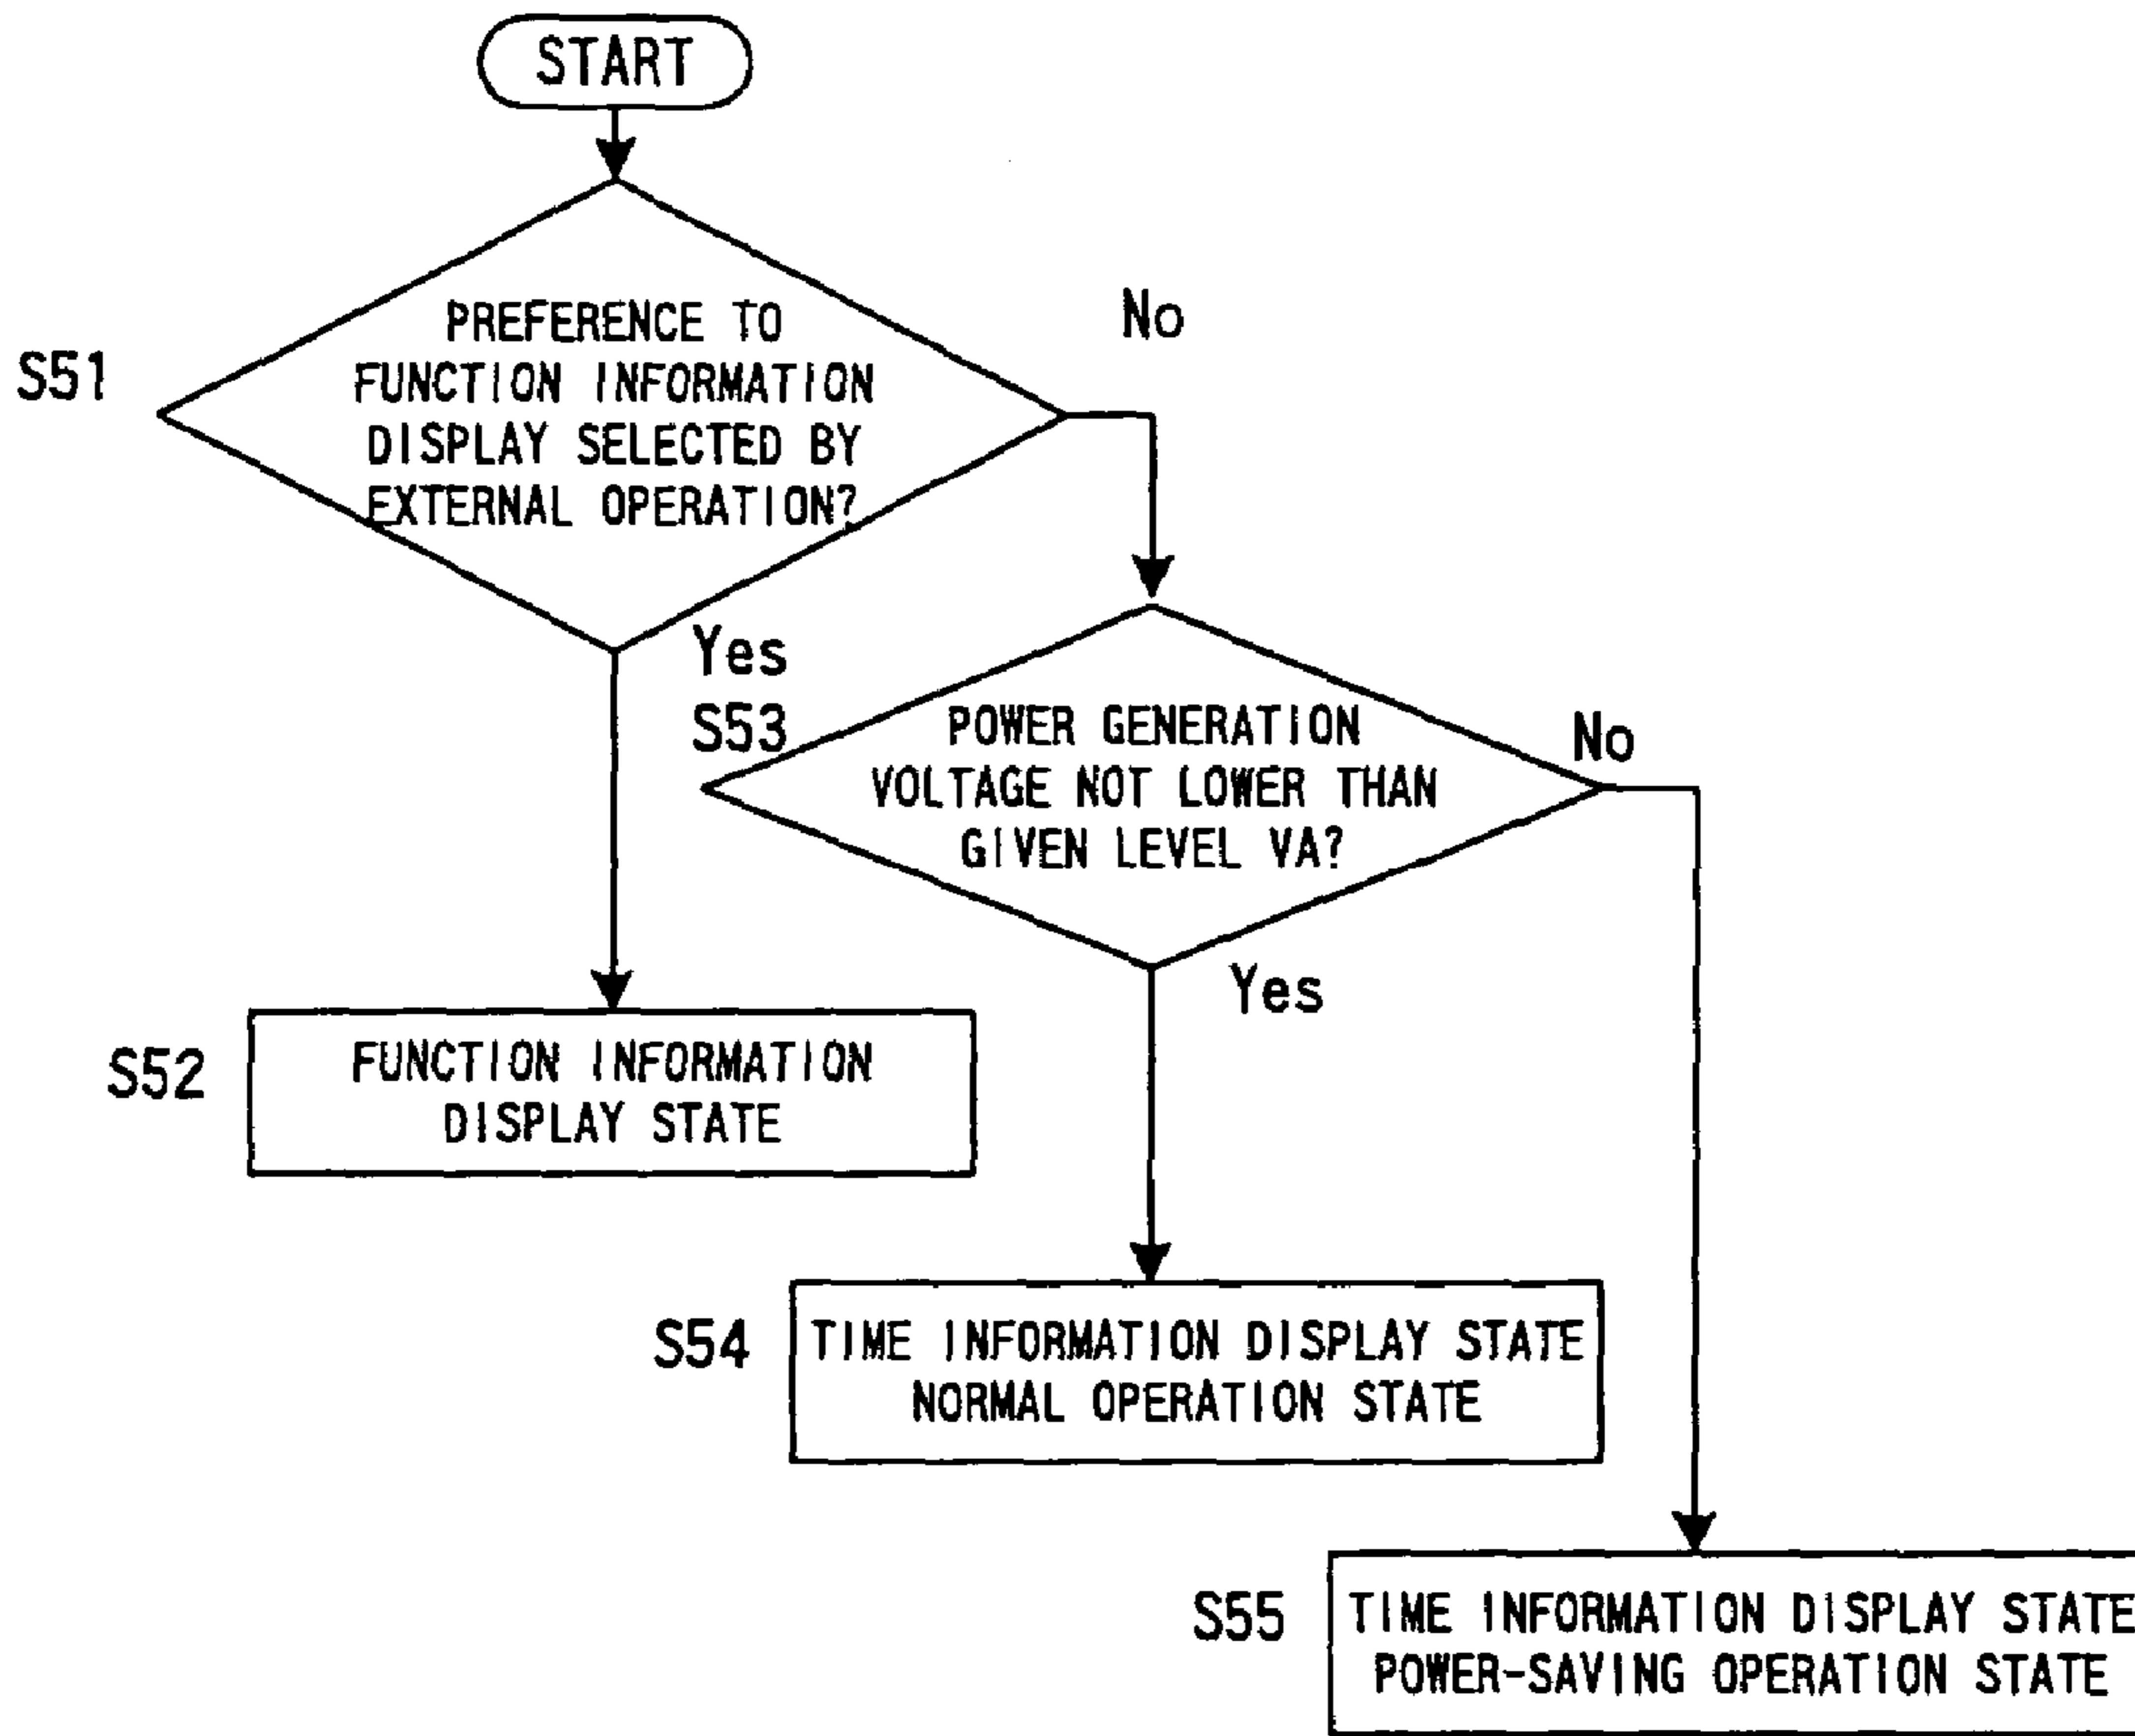 START
S51
PREFERENCE TO
FUNCTION INFORMATION
DISPLAY SELECTED BY
EXTERNAL OPERATION?
No
Yes
S53
POWER GENERATION
VOLTAGE NOT LOWER THAN
GIVEN LEVEL VA?
No
Yes
S52
FUNCTION INFORMATION
DISPLAY STATE
S54
TIME INFORMATION DISPLAY STATE
NORMAL OPERATION STATE
S55
TIME INFORMATION DISPLAY STATE
POWER-SAVING OPERATION STATE